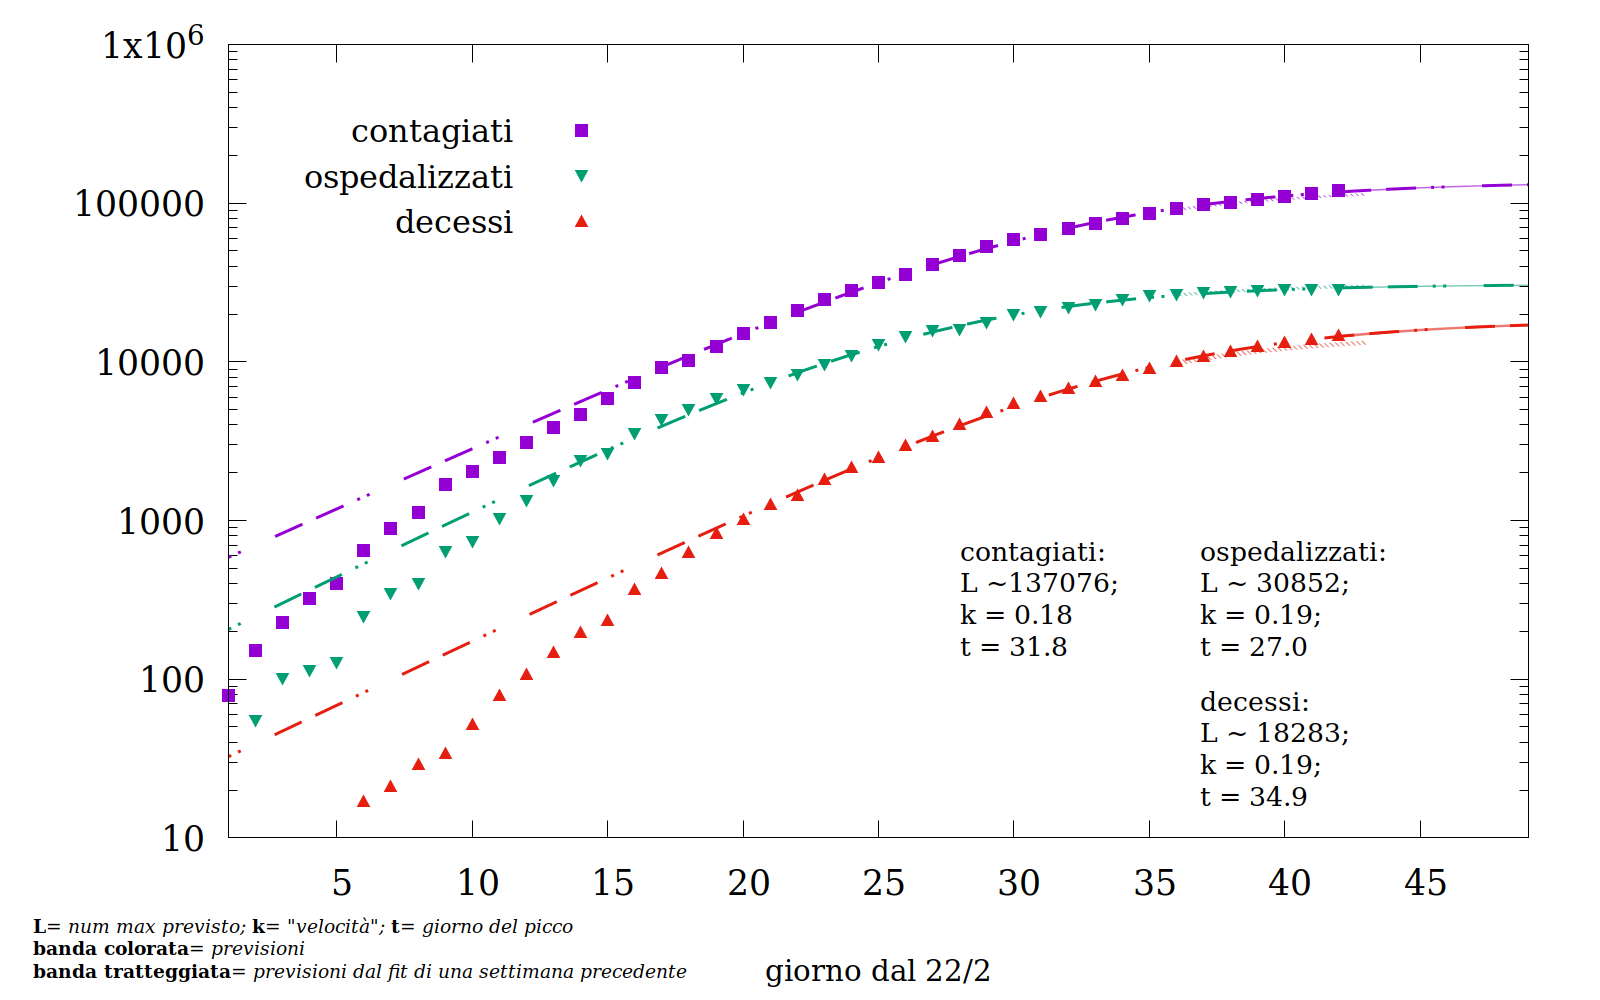 1x10⁶
100000
10000
1000
100
10
contagiati
ospedalizzati
decessi
contagiati:
L ~137076;
k = 0.18
t = 31.8
ospedalizzati:
L ~ 30852;
k = 0.19;
t = 27.0
decessi:
L ~ 18283;
k = 0.19;
t = 34.9
5 10 15 20 25 30 35 40 45
L= num max previsto; k= "velocità"; t= giorno del picco
banda colorata= previsioni
banda tratteggiata= previsioni dal fit di una settimana precedente
giorno dal 22/2